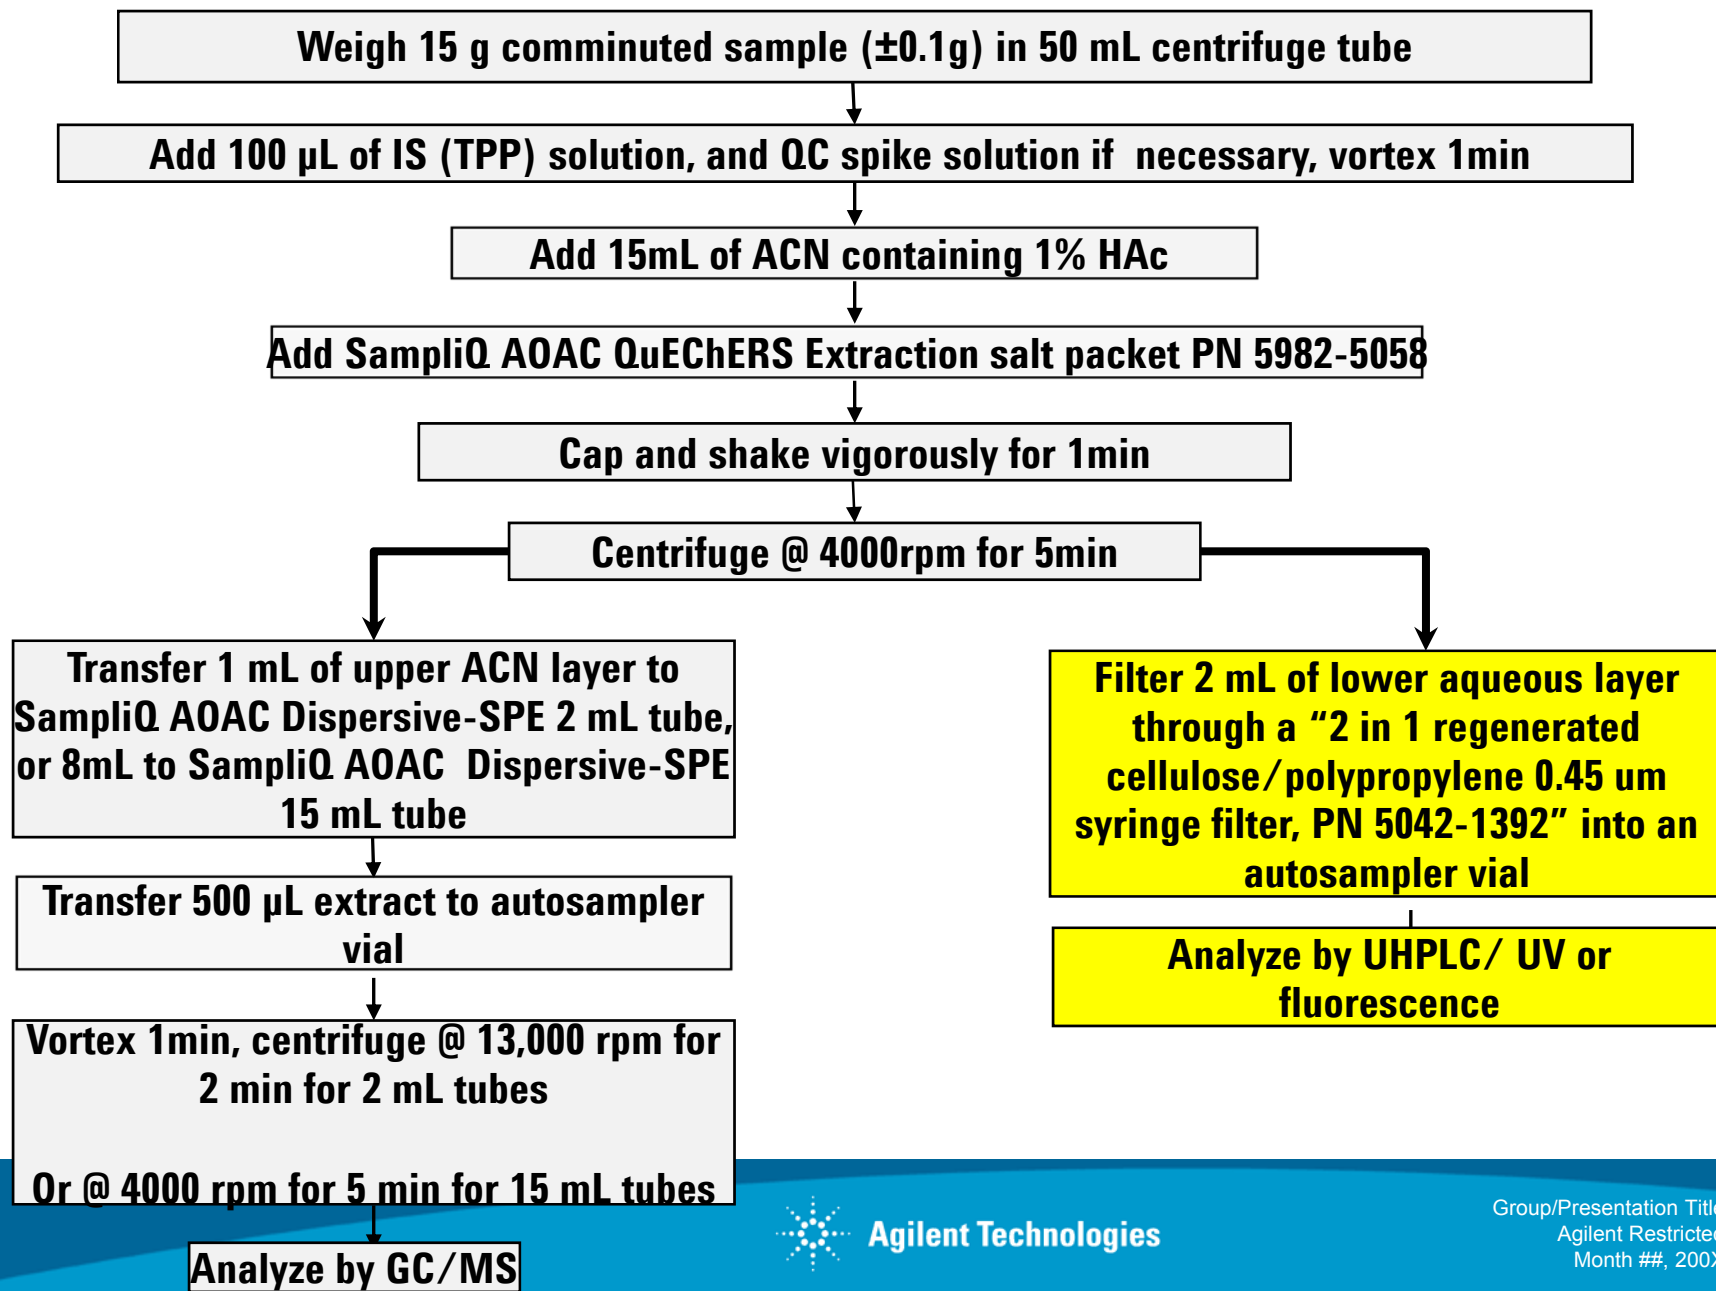 Weigh 15 g comminuted sample (±0.1g) in 50 mL centrifuge tube
Add 100 µL of IS (TPP) solution, and QC spike solution if  necessary, vortex 1min
Add 15mL of ACN containing 1% HAc
Add SampliQ AOAC QuEChERS Extraction salt packet PN 5982-5058
Cap and shake vigorously for 1min
Centrifuge @ 4000rpm for 5min
Transfer 1 mL of upper ACN layer to
SampliQ AOAC Dispersive-SPE 2 mL tube,
or 8mL to SampliQ AOAC  Dispersive-SPE
15 mL tube
Transfer 500 µL extract to autosampler
vial
Vortex 1min, centrifuge @ 13,000 rpm for
2 min for 2 mL tubes
Or @ 4000 rpm for 5 min for 15 mL tubes
Analyze by GC/MS
Filter 2 mL of lower aqueous layer
through a “2 in 1 regenerated
cellulose/polypropylene 0.45 um
syringe filter, PN 5042-1392” into an
autosampler vial
Analyze by UHPLC/ UV or
fluorescence
Agilent Technologies
Group/Presentation Title
Agilent Restricted
Month ##, 200X